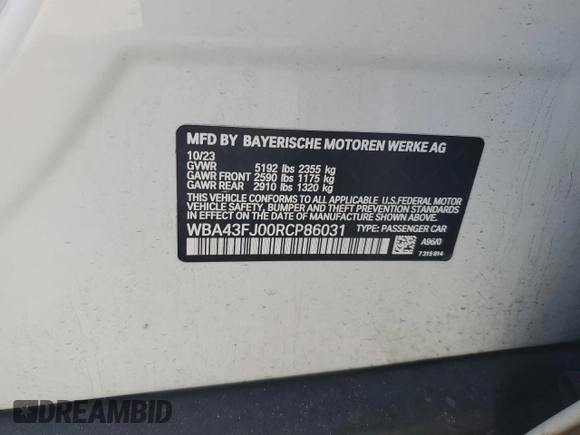 MFD BY BAYERISCHE MOTOREN WERKE AG
10/23
GVWR 5192 lbs 2355 kg
GAWR FRONT 2590 lbs 1175 kg
GAWR REAR 2910 lbs 1320 kg
THIS VEHICLE CONFORMS TO ALL APPLICABLE U.S.FEDERAL MOTOR
VEHICLE SAFETY, BUMPER, AND THEFT PREVENTION STANDARDS
IN EFFECT ON THE DATE OF MANUFACTURE SHOWN ABOVE.
WBA43FJ00RCP86031 TYPE: PASSENGER CAR
A96/0
7 315 814
DREAMBID